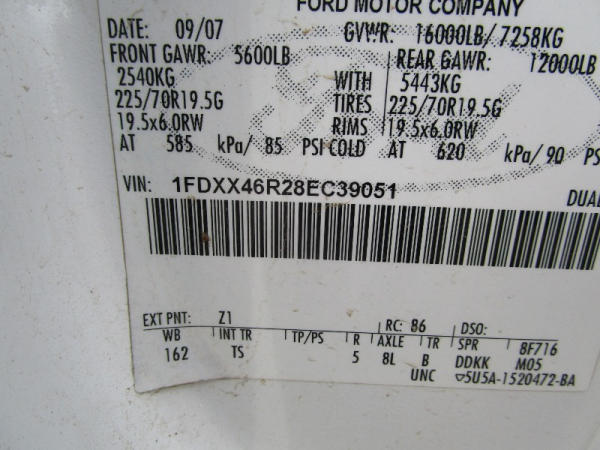 FORD MOTOR COMPANY
DATE: 09/07 GVWR: 16000LB/ 7258KG
FRONT GAWR: 5600LB REAR GAWR: 12000LB
2540KG WITH 5443KG
225/70R19.5G TIRES 225/70R19.5G
19.5x6.0RW RIMS 19.5x6.0RW
AT 585 kPa/ 85 PSI COLD AT 620 kPa/ 90 PS
VIN: 1FDXX46R28EC39051
DUAL
EXT PNT: Z1 RC: 86 DSO:
WB INT TR TP/PS R AXLE TR SPR 8F716
162 TS 5 8L B DDKK M05
UNC ▽5U5A-1520472-BA